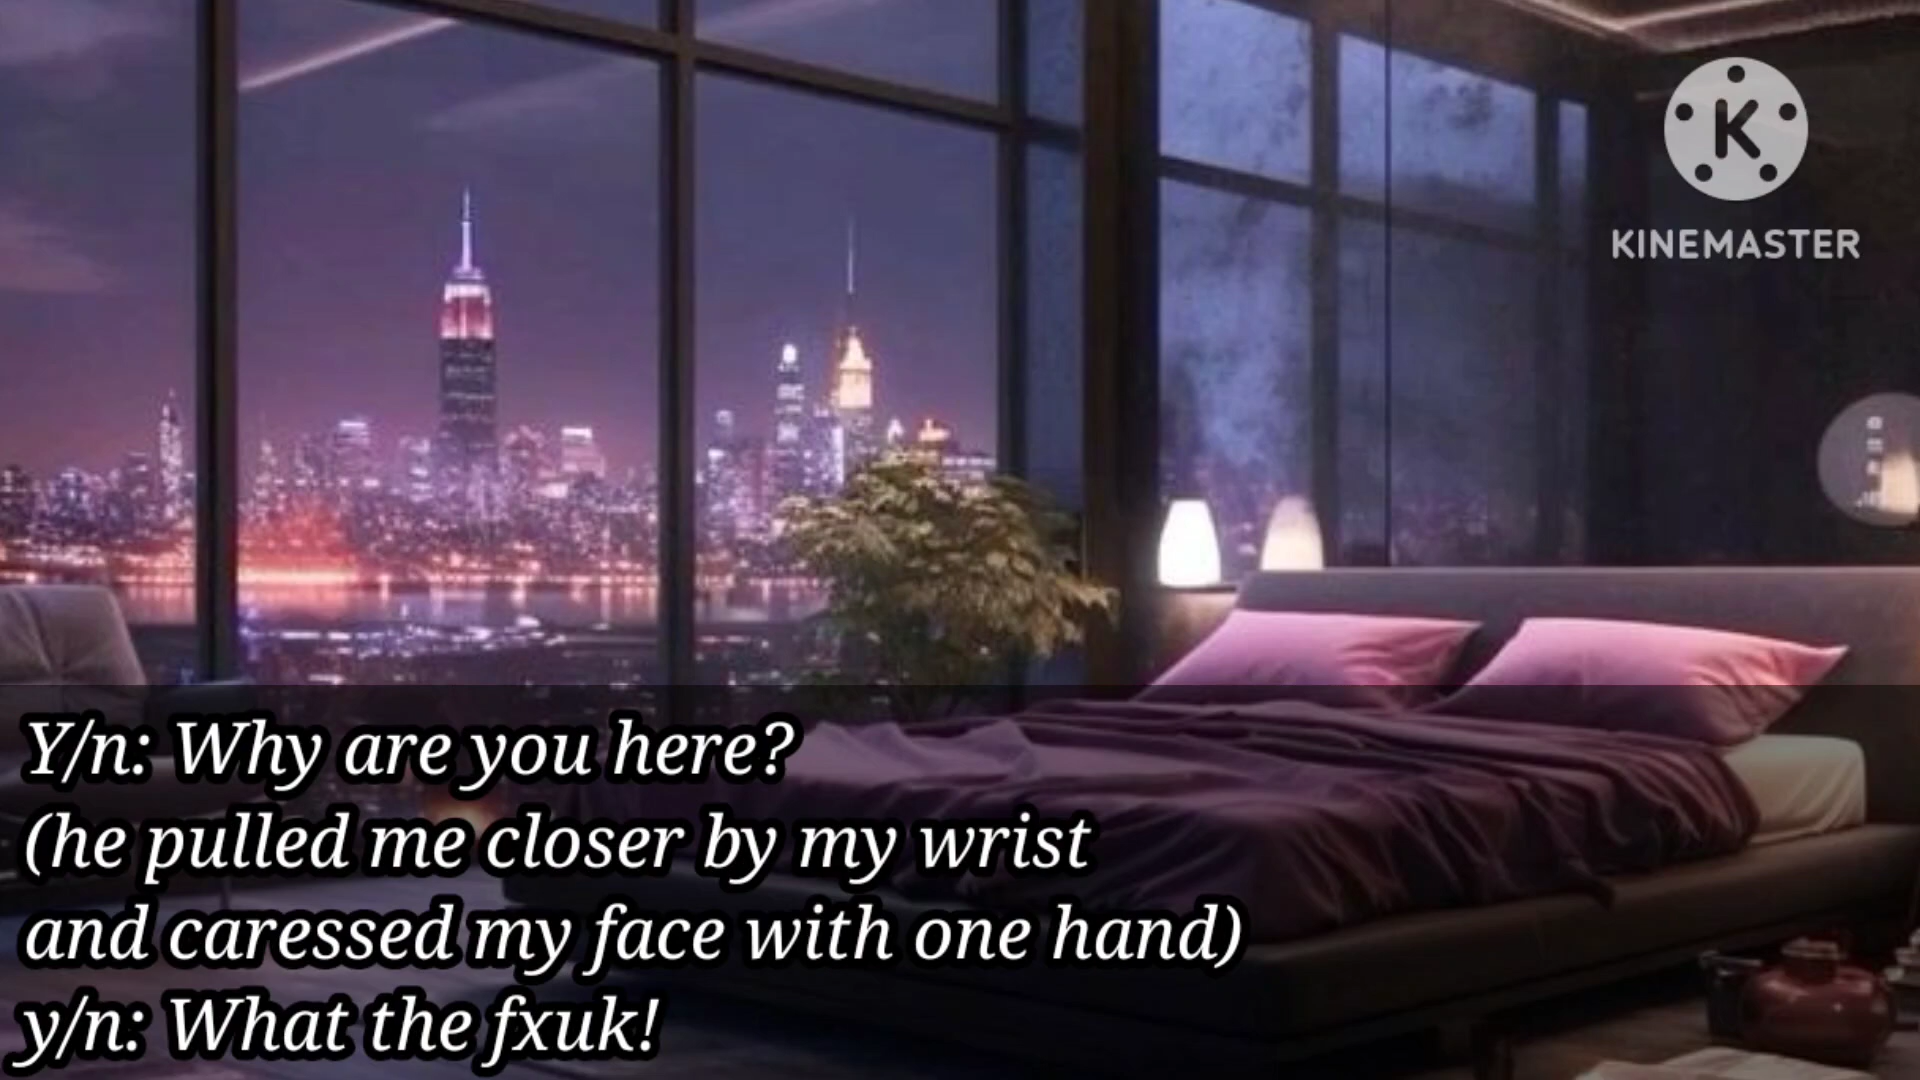 KINEMASTER
Y/n: Why are you here?
(he pulled me closer by my wrist
and caressed my face with one hand)
y/n: What the fxuk!